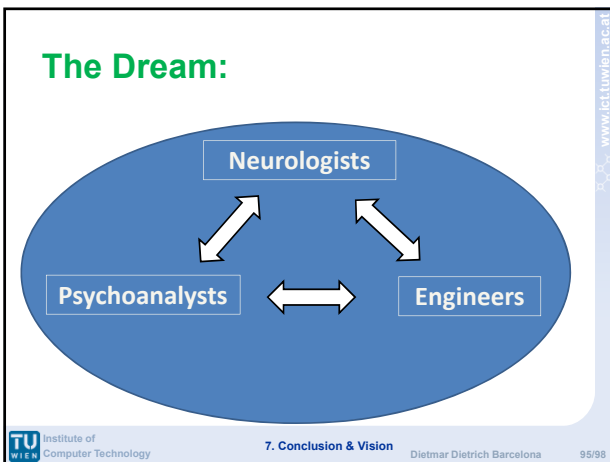 The Dream:
www.ict.tuwien.ac.at
Neurologists
Psychoanalysts
Engineers
TU
WIEN
Institute of
Computer Technology
7. Conclusion & Vision
Dietmar Dietrich Barcelona
95/98